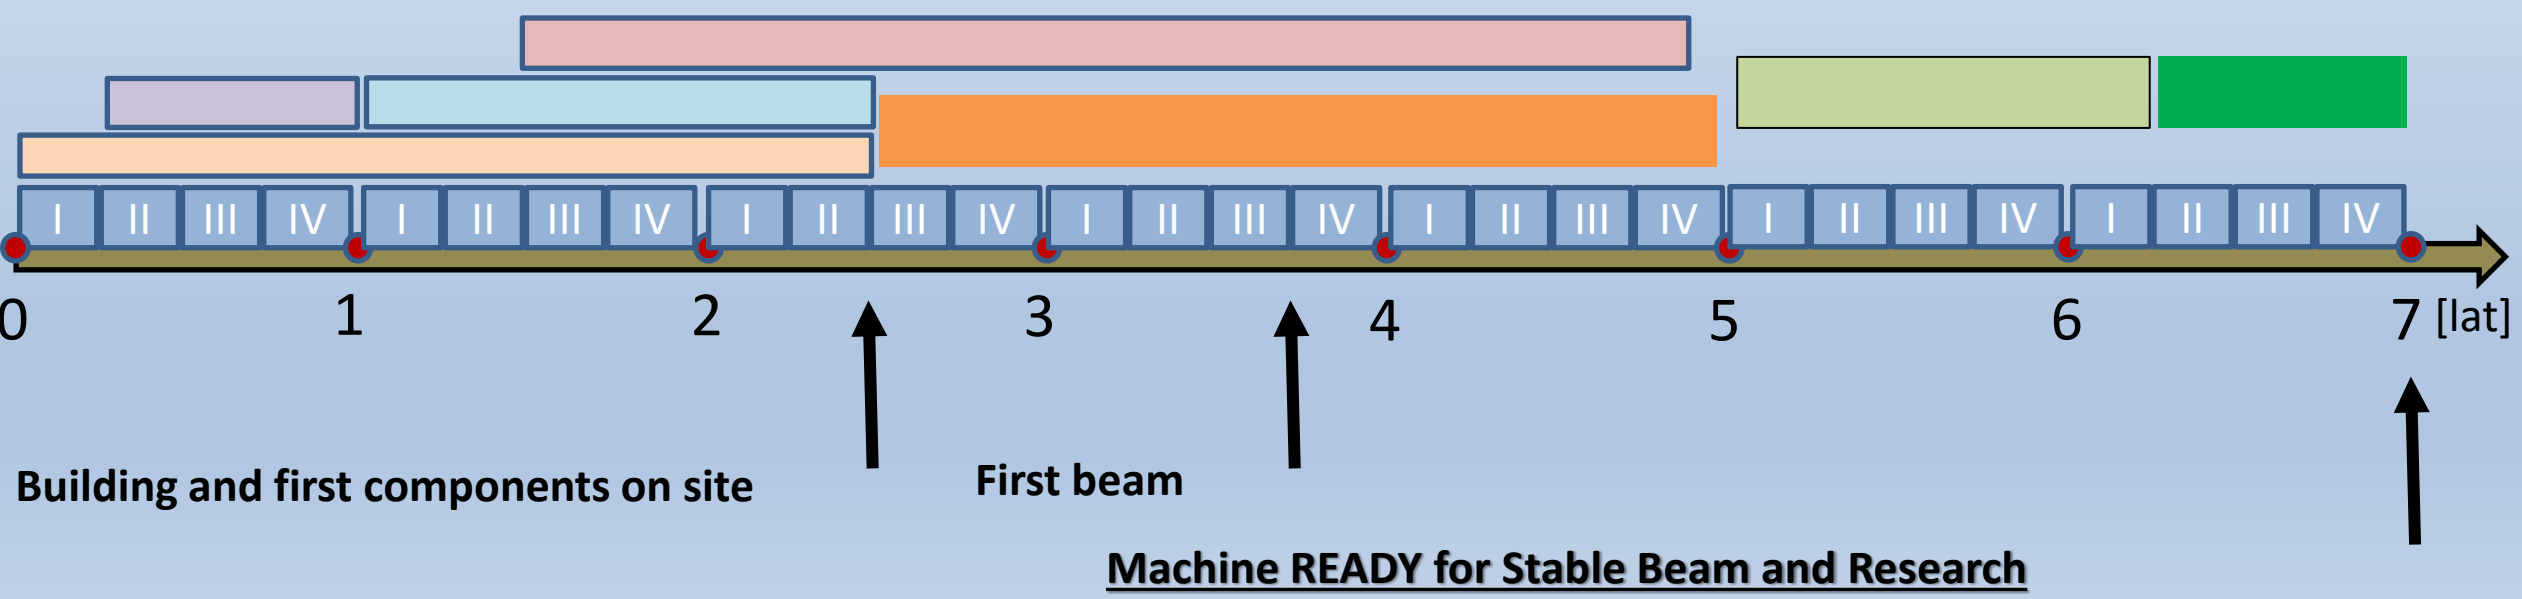 I II III IV I II III IV I II III IV I II III IV I II III IV I II III IV I II III IV
0 1 2 3 4 5 6 7 [lat]
Building and first components on site
First beam
Machine READY for Stable Beam and Research